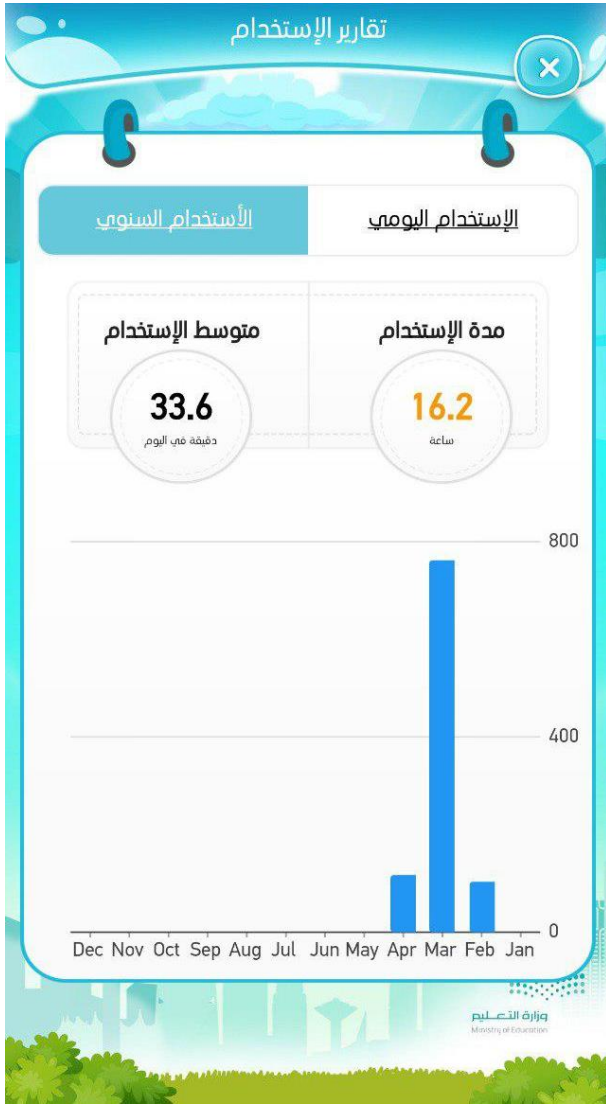 تقارير الإستخدام
الإستخدام اليومي
الأستخدام السنوي
مدة الإستخدام
متوسط الإستخدام
16.2
ساعة
33.6
دقيقة في اليوم
800
400
0
Dec Nov Oct Sep Aug Jul Jun May Apr Mar Feb Jan
وزارة التعـليم
Ministry of Education